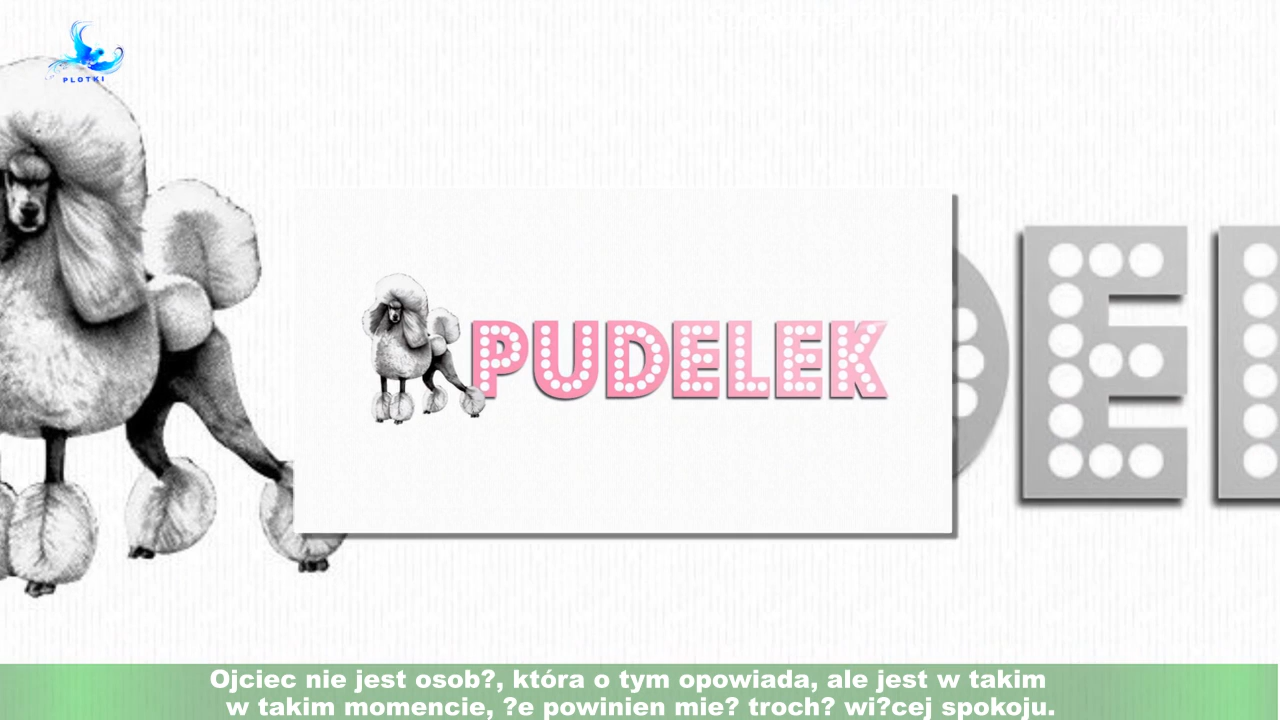 PLOTKI
PUDELEK
Ojciec nie jest osob?, która o tym opowiada, ale jest w takim
w takim momencie, ?e powinien mie? troch? wi?cej spokoju.